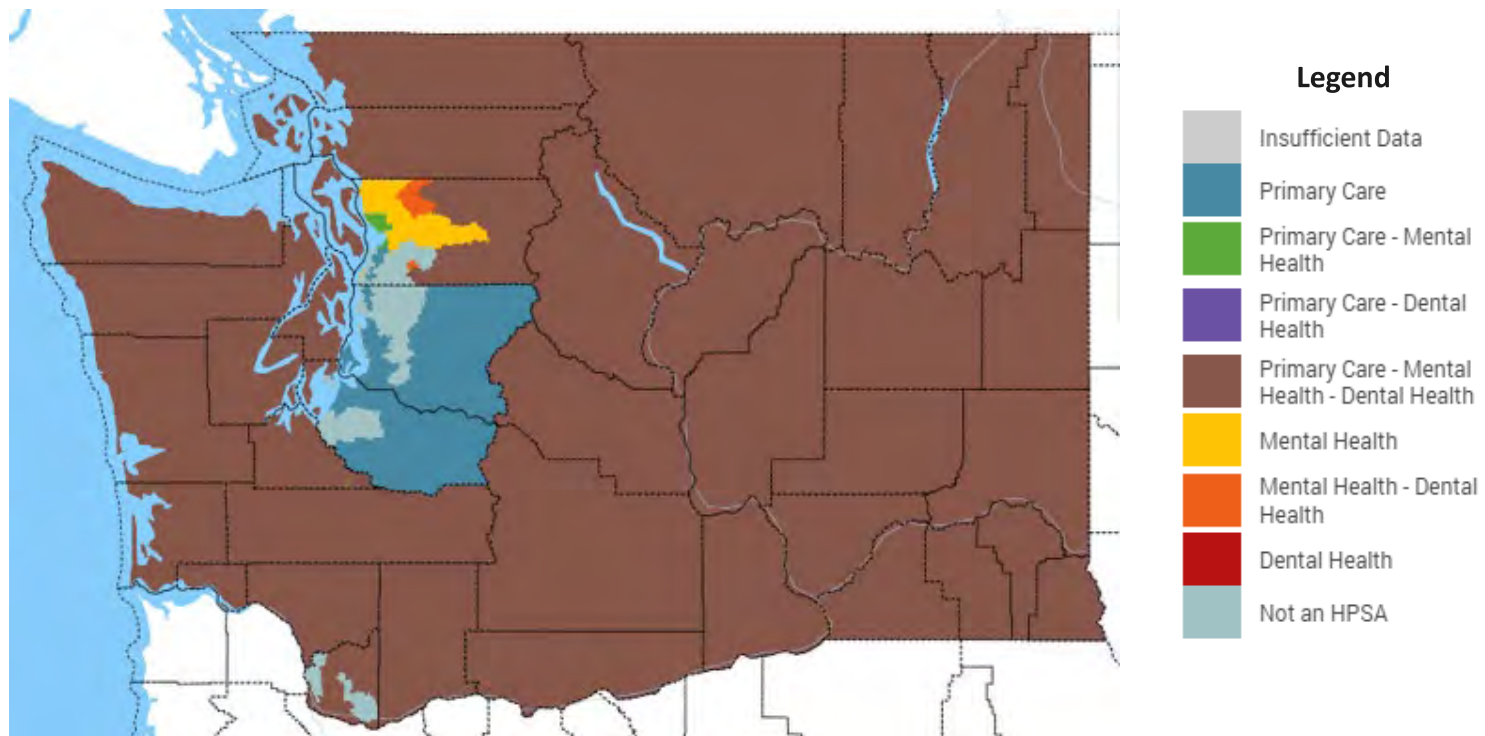 Legend
Insufficient Data
Primary Care
Primary Care - Mental
Health
Primary Care - Dental
Health
Primary Care - Mental
Health - Dental Health
Mental Health
Mental Health - Dental
Health
Dental Health
Not an HPSA